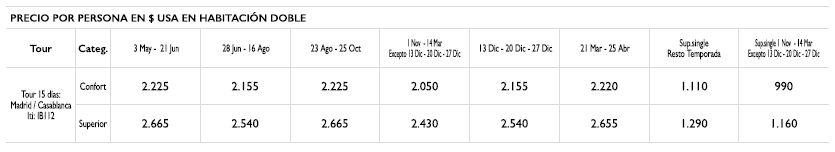 PRECIO POR PERSONA EN $ USA EN HABITACIÓN DOBLE
Tour Categ. 3 May - 21 Jun 28 Jun - 16 Ago 23 Ago - 25 Oct 1 Nov - 14 Mar 13 Dic - 20 Dic - 27 Dic 21 Mar - 25 Abr Sup.single Sup.single 1 Nov - 14 Mar
Excepto 13 Dic - 20 Dic - 27 Dic Resto Temporada Excepto 13 Dic - 20 Dic - 27 Dic
Tour 15 días: Confort 2.225 2.155 2.225 2.050 2.155 2.220 1.110 990
Madrid / Casablanca
Iti: IB112 Superior 2.665 2.540 2.665 2.430 2.540 2.655 1.290 1.160